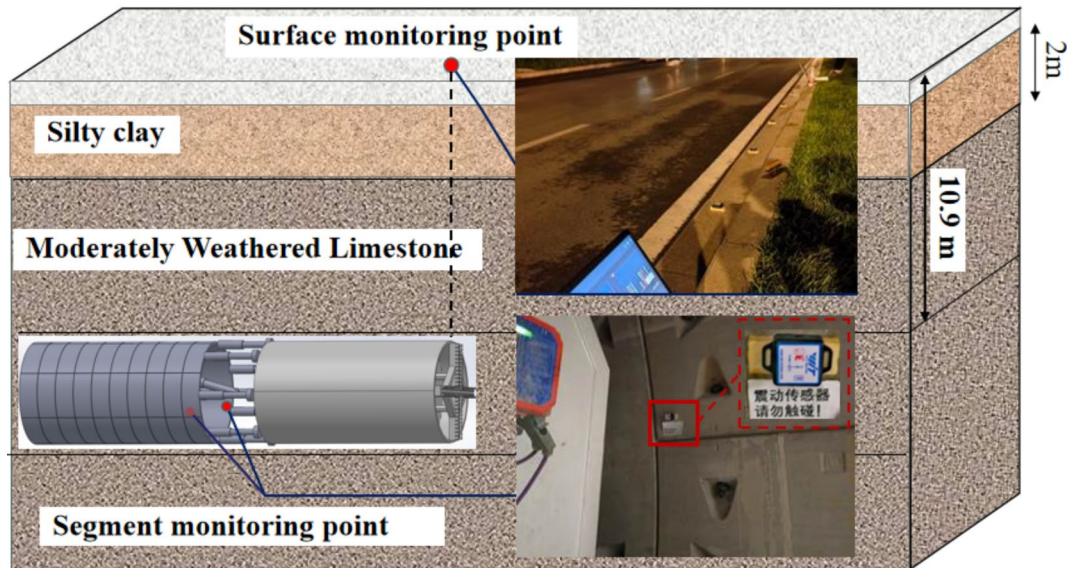 Surface monitoring point
2m
Silty clay
10.9 m
Moderately Weathered Limestone
震动传感器
请勿触碰!
Segment monitoring point